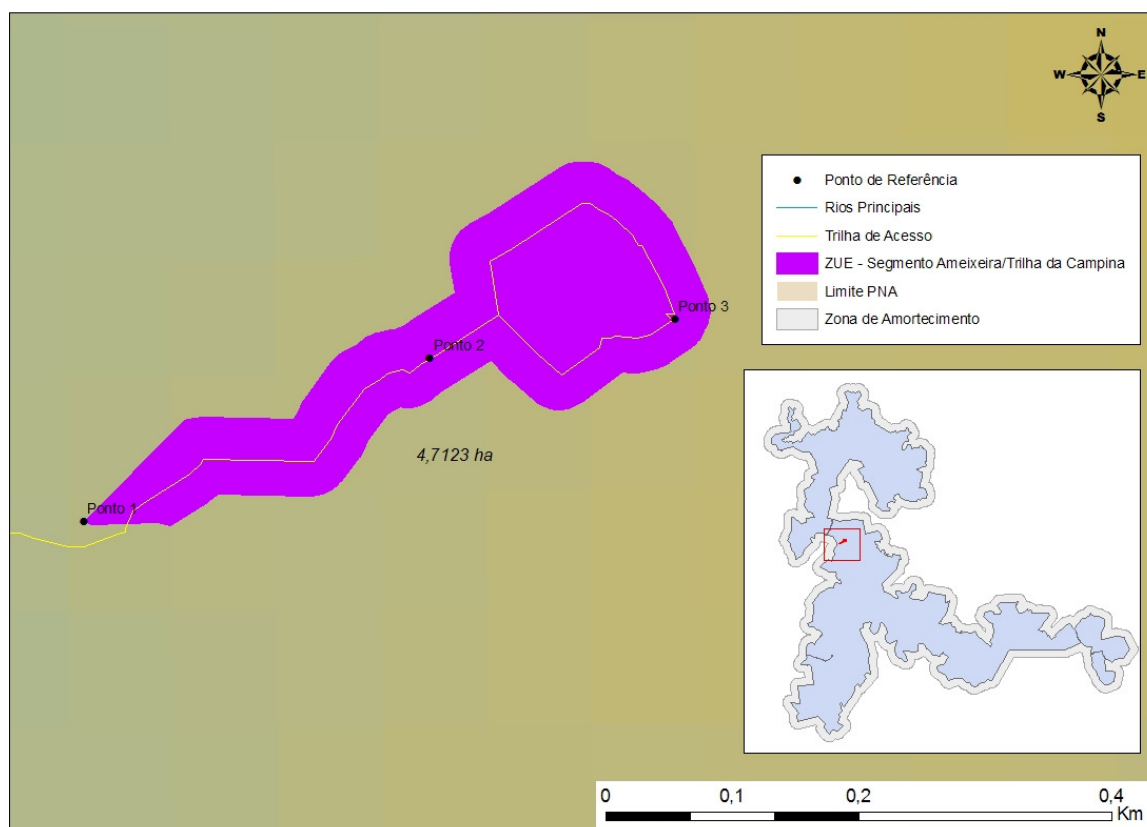 N
W
E
S
Ponto de Referência
Rios Principais
Trilha de Acesso
ZUE - Segmento Ameixeira/Trilha da Campina
Limite PNA
Zona de Amortecimento
Ponto 3
Ponto 2
4,7123 ha
Ponto 1
0 0,1 0,2 0,4
Km